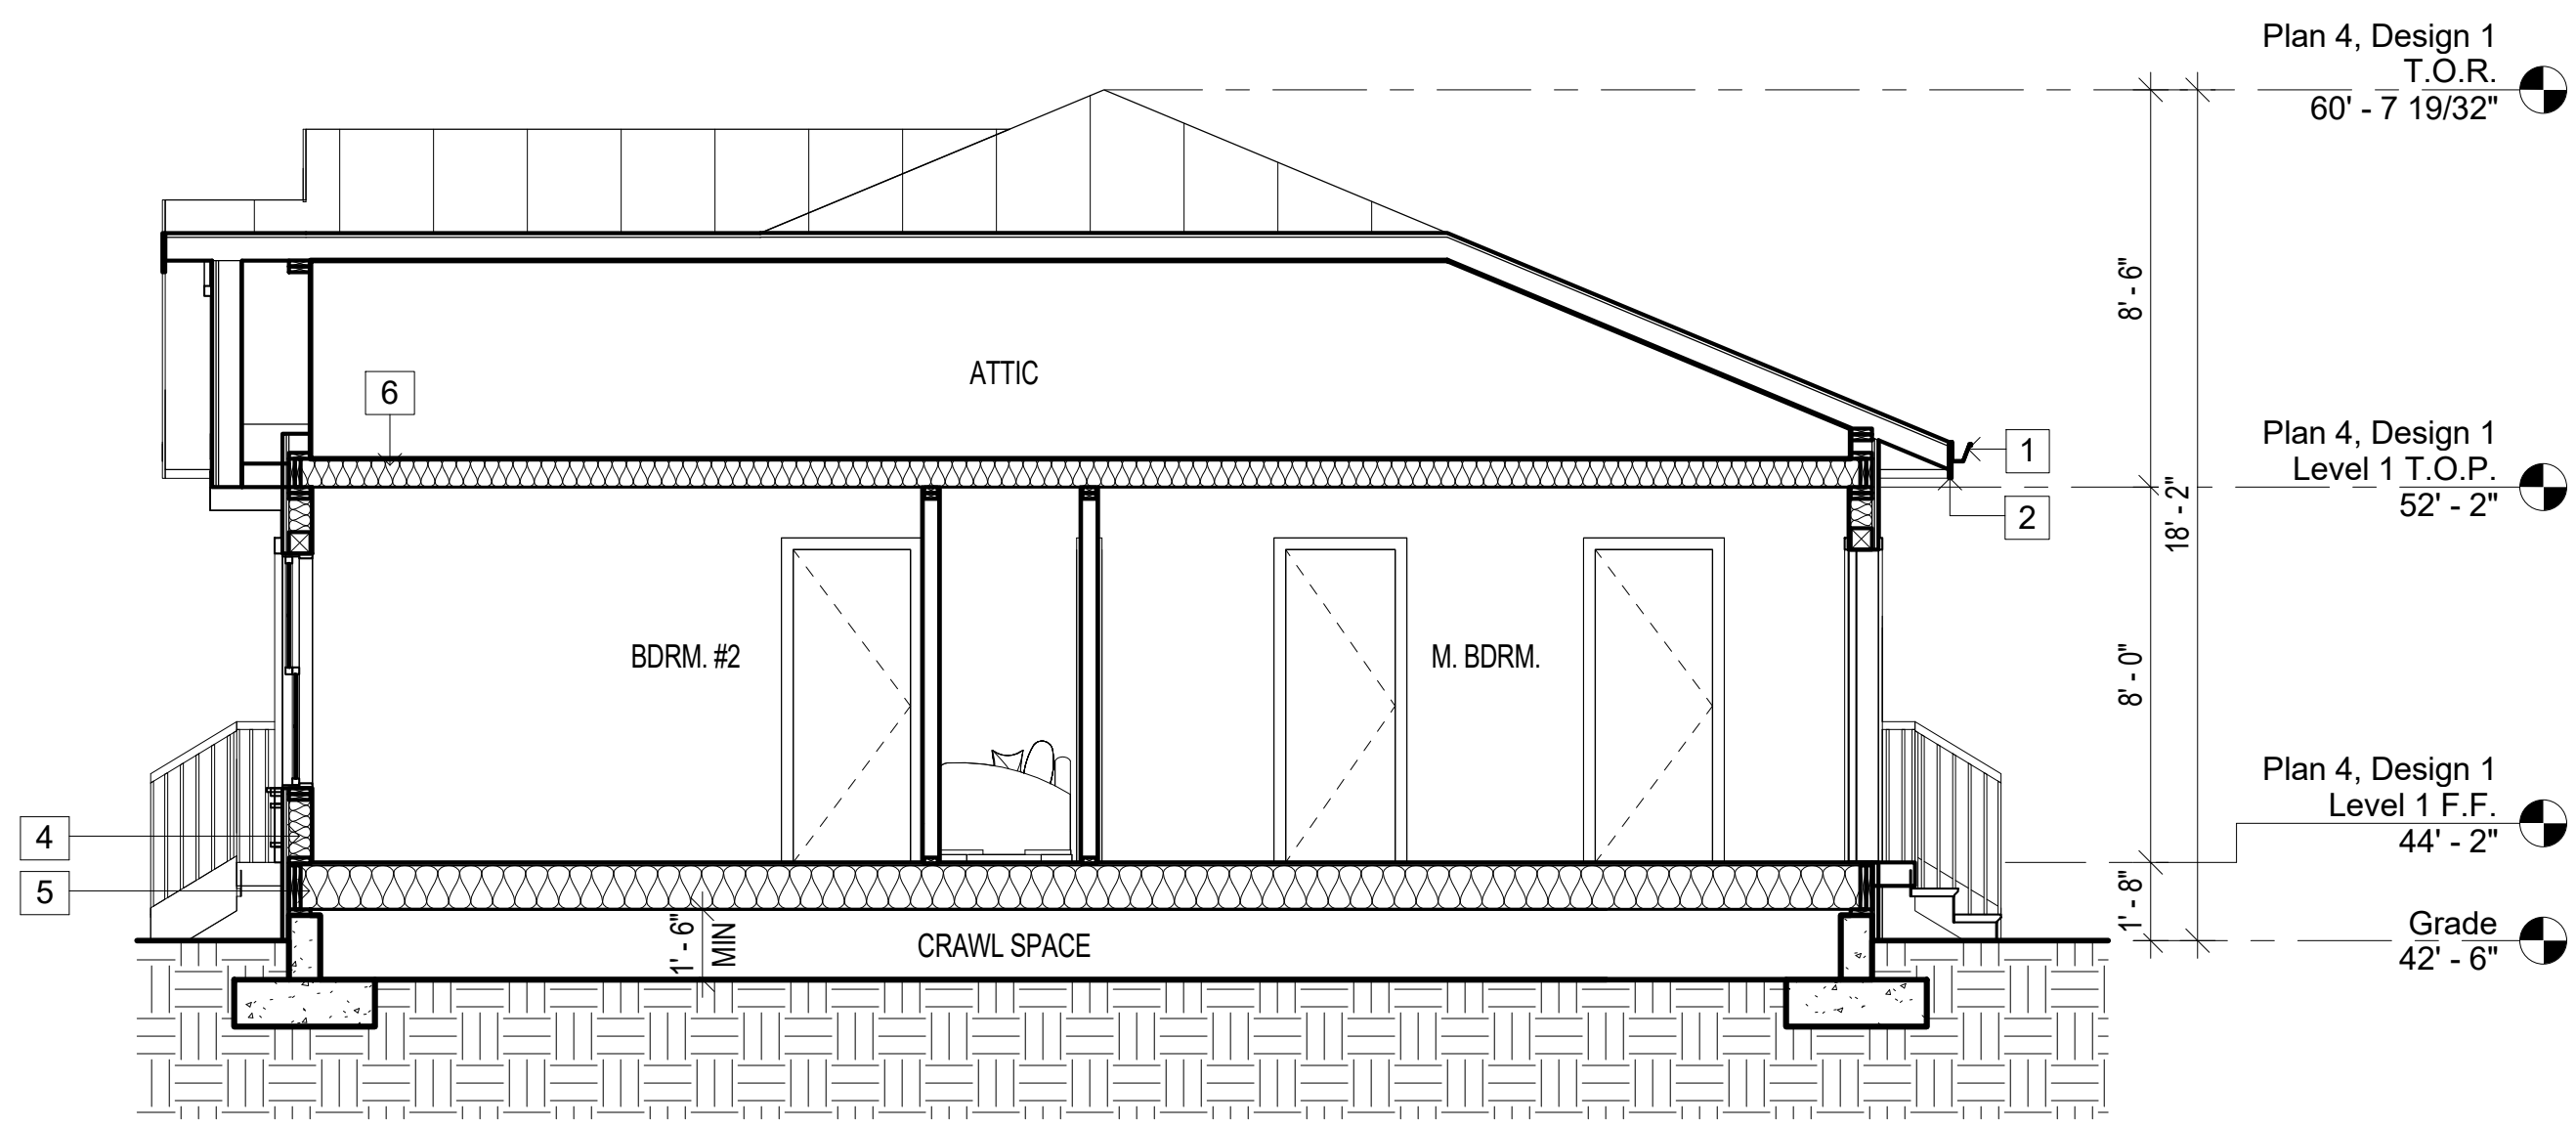 Plan 4, Design 1
T.O.R.
60' - 7 19/32"
8' - 6"
ATTIC
6
1
Plan 4, Design 1
Level 1 T.O.P.
52' - 2"
18' - 2"
2
BDRM. #2
M. BDRM.
8' - 0"
Plan 4, Design 1
Level 1 F.F.
44' - 2"
4
5
1' - 8"
1' - 6"
MIN
CRAWL SPACE
Grade
42' - 6"